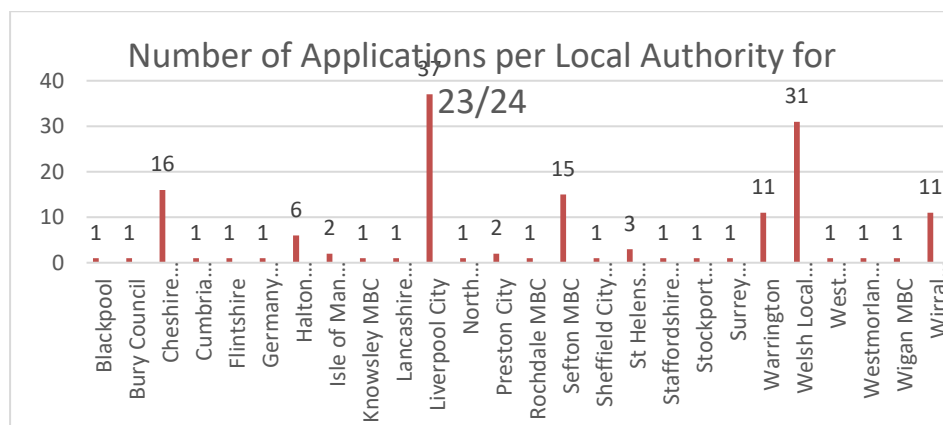 Number of Applications per Local Authority for
23/24
40
30
20
10
0
1
1
16
1
1
1
6
2
1
1
37
1
2
1
15
1
3
1
1
1
11
31
1
1
1
11
Blackpool
Bury Council
Cheshire…
Cumbria…
Flintshire
Germany…
Halton…
Isle of Man…
Knowsley MBC
Lancashire…
Liverpool City
North…
Preston City
Rochdale MBC
Sefton MBC
Sheffield City…
St Helens…
Staffordshire…
Stockport…
Surrey…
Warrington
Welsh Local…
West…
Westmorlan…
Wigan MBC
Wirral